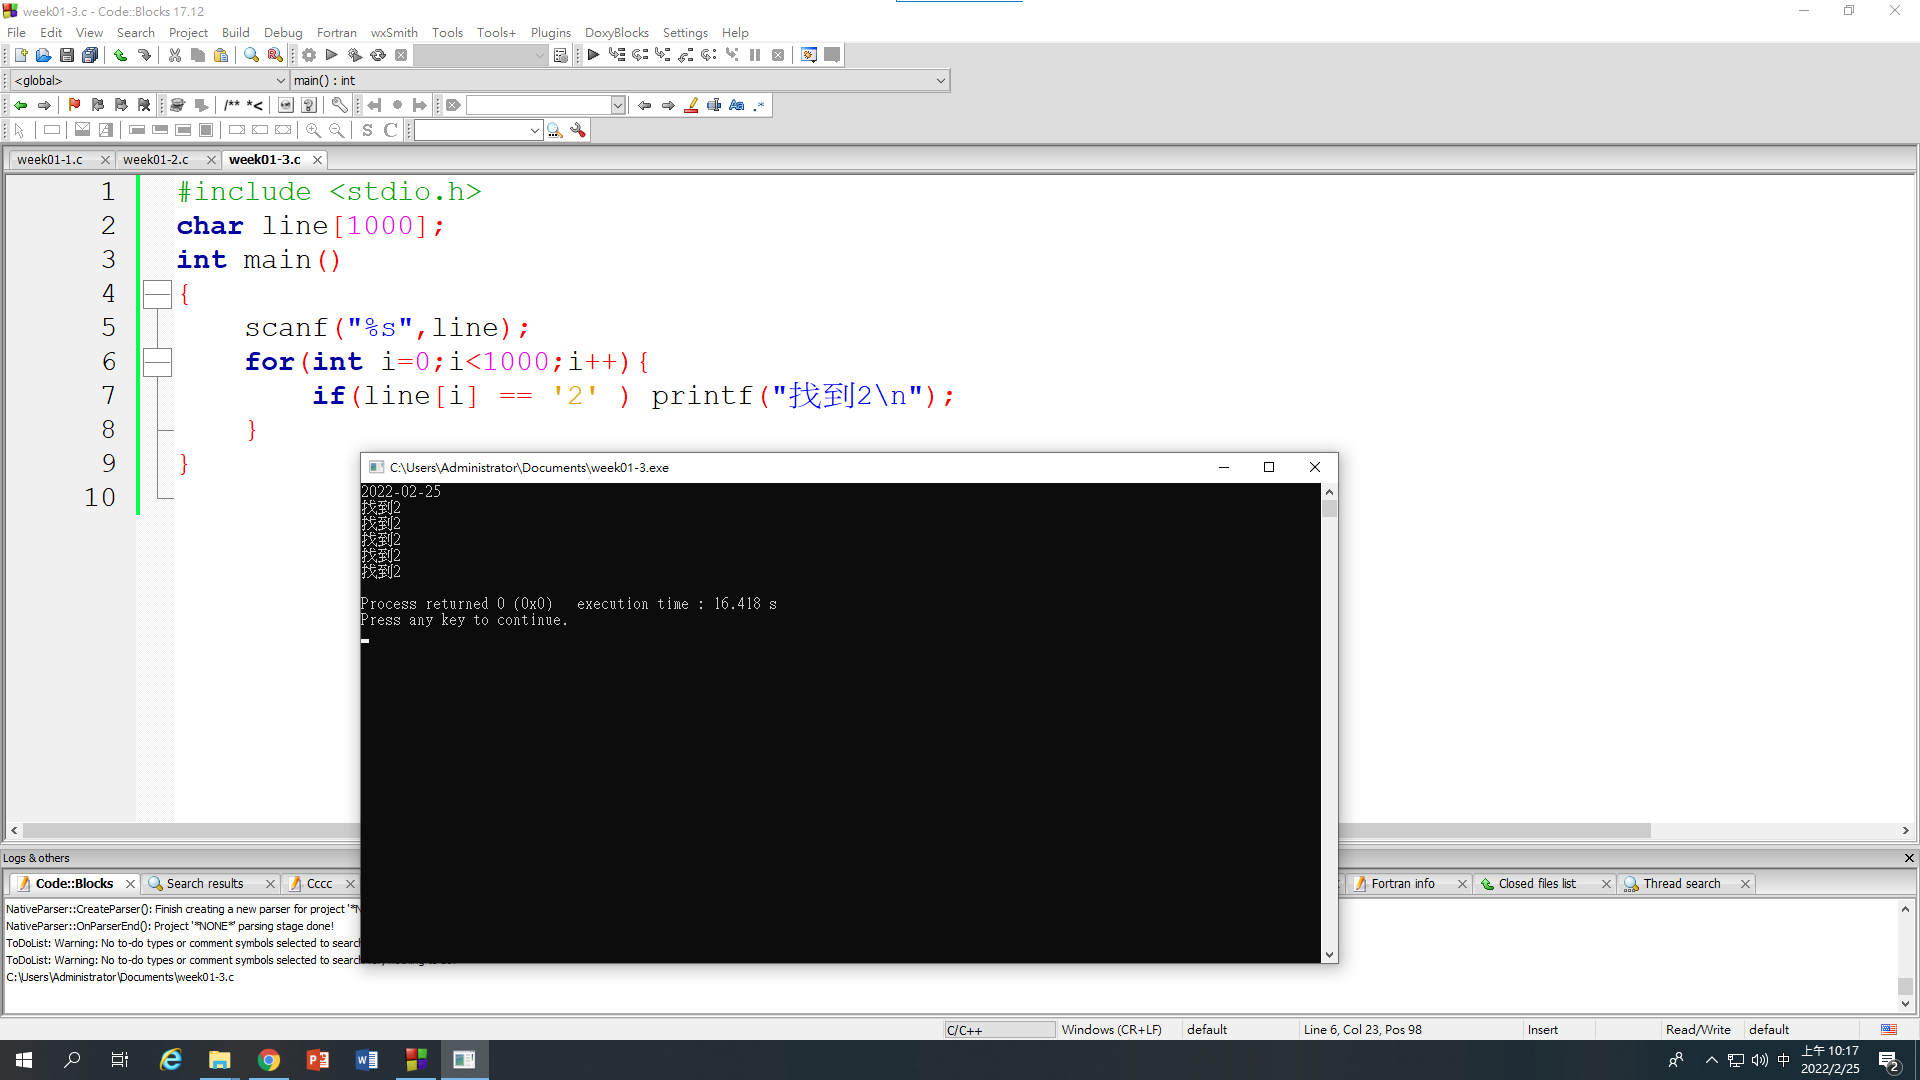 week01-3.c - Code::Blocks 17.12
File Edit View Search Project Build Debug Fortran wxSmith Tools Tools+ Plugins DoxyBlocks Settings Help
<global> main() : int
/** *<
Aa .*
S C
week01-1.c week01-2.c week01-3.c
1 #include <stdio.h>
2 char line[1000];
3 int main()
4 {
5 scanf("%s",line);
6 for(int i=0;i<1000;i++){
7 if(line[i] == '2' ) printf("找到2\n");
8 }
9 }
10
C:\Users\Administrator\Documents\week01-3.exe
2022-02-25
找到2
找到2
找到2
找到2
找到2
Process returned 0 (0x0)   execution time : 16.418 s
Press any key to continue.
Logs & others
Code::Blocks Search results Cccc Fortran info Closed files list Thread search
NativeParser::CreateParser(): Finish creating a new parser for project '*N
NativeParser::OnParserEnd(): Project '*NONE*' parsing stage done!
ToDoList: Warning: No to-do types or comment symbols selected to search
ToDoList: Warning: No to-do types or comment symbols selected to search
C:\Users\Administrator\Documents\week01-3.c
C/C++ Windows (CR+LF) default Line 6, Col 23, Pos 98 Insert Read/Write default
中 上午 10:17
2022/2/25 2